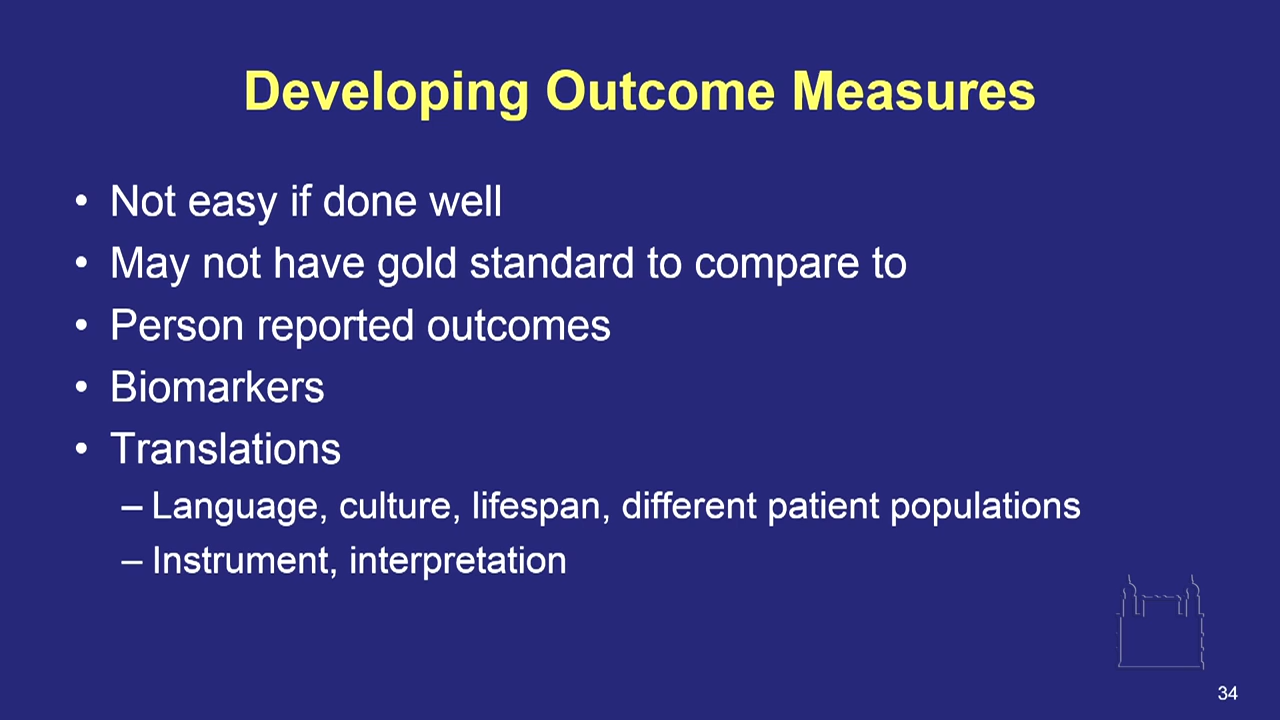 Developing Outcome Measures
• Not easy if done well
• May not have gold standard to compare to
• Person reported outcomes
• Biomarkers
• Translations
– Language, culture, lifespan, different patient populations
– Instrument, interpretation
34